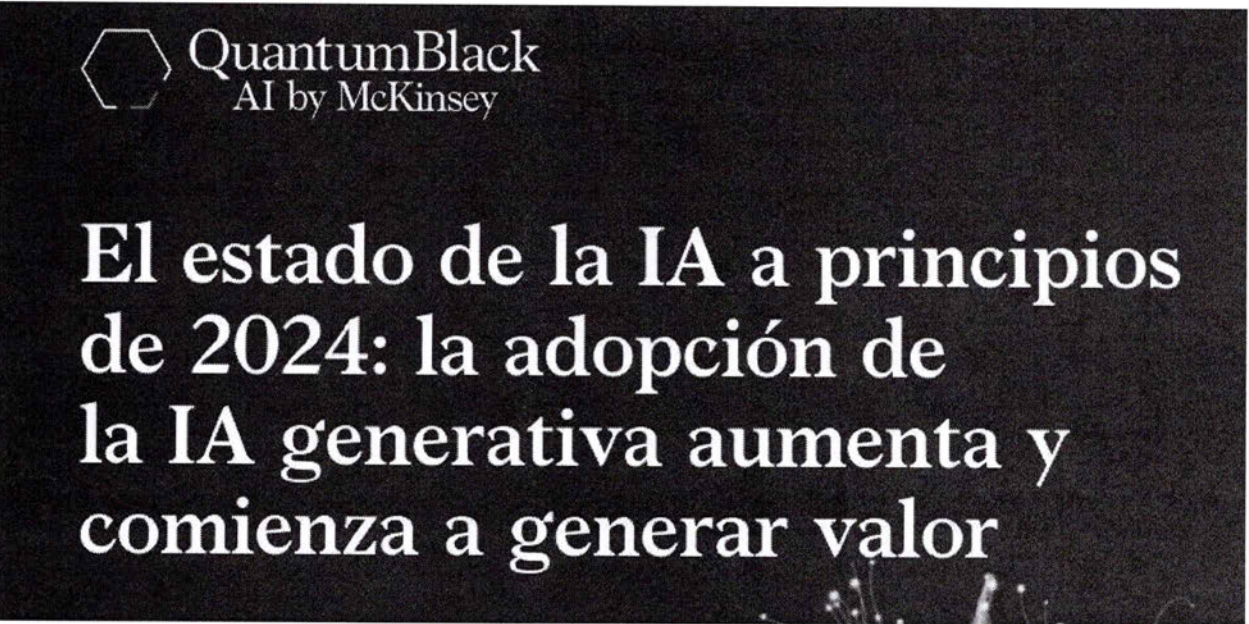 QuantumBlack
AI by McKinsey
El estado de la IA a principios
de 2024: la adopción de
la IA generativa aumenta y
comienza a generar valor